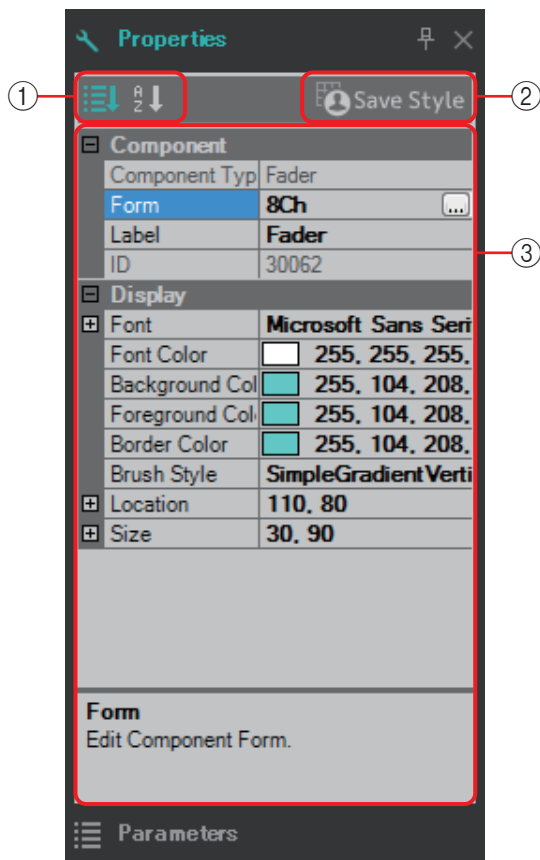 Properties
① A Z Save Style ②
Component
Component Typ Fader
Form 8Ch ...
Label Fader
③
ID 30062
Display
Font Microsoft Sans Seri
Font Color 255, 255, 255,
Background Col 255, 104, 208,
Foreground Col 255, 104, 208,
Border Color 255, 104, 208,
Brush Style SimpleGradientVerti
Location 110, 80
Size 30, 90
Form
Edit Component Form.
Parameters